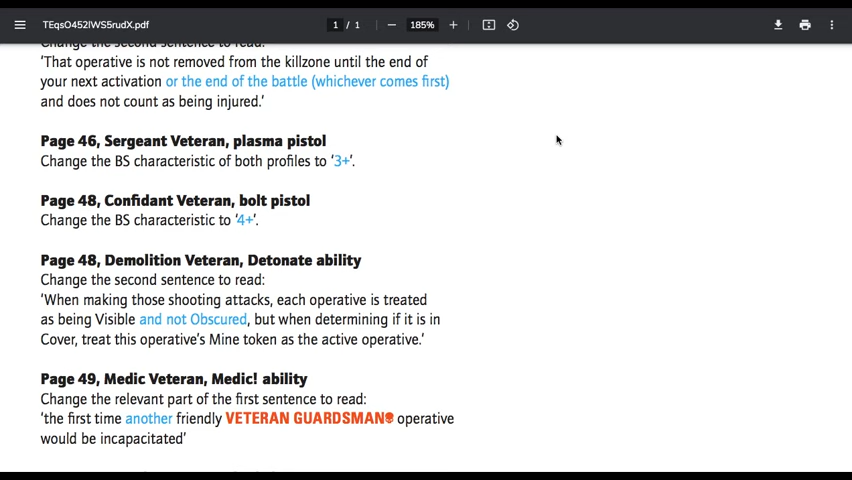 TEqsO452IWS5rudX.pdf
1 / 1
185%
Change the second sentence to read:
‘That operative is not removed from the killzone until the end of
your next activation or the end of the battle (whichever comes first)
and does not count as being injured.’
Page 46, Sergeant Veteran, plasma pistol
Change the BS characteristic of both profiles to ‘3+’.
Page 48, Confidant Veteran, bolt pistol
Change the BS characteristic to ‘4+’.
Page 48, Demolition Veteran, Detonate ability
Change the second sentence to read:
‘When making those shooting attacks, each operative is treated
as being Visible and not Obscured, but when determining if it is in
Cover, treat this operative’s Mine token as the active operative.’
Page 49, Medic Veteran, Medic! ability
Change the relevant part of the first sentence to read:
‘the first time another friendly VETERAN GUARDSMAN operative
would be incapacitated’